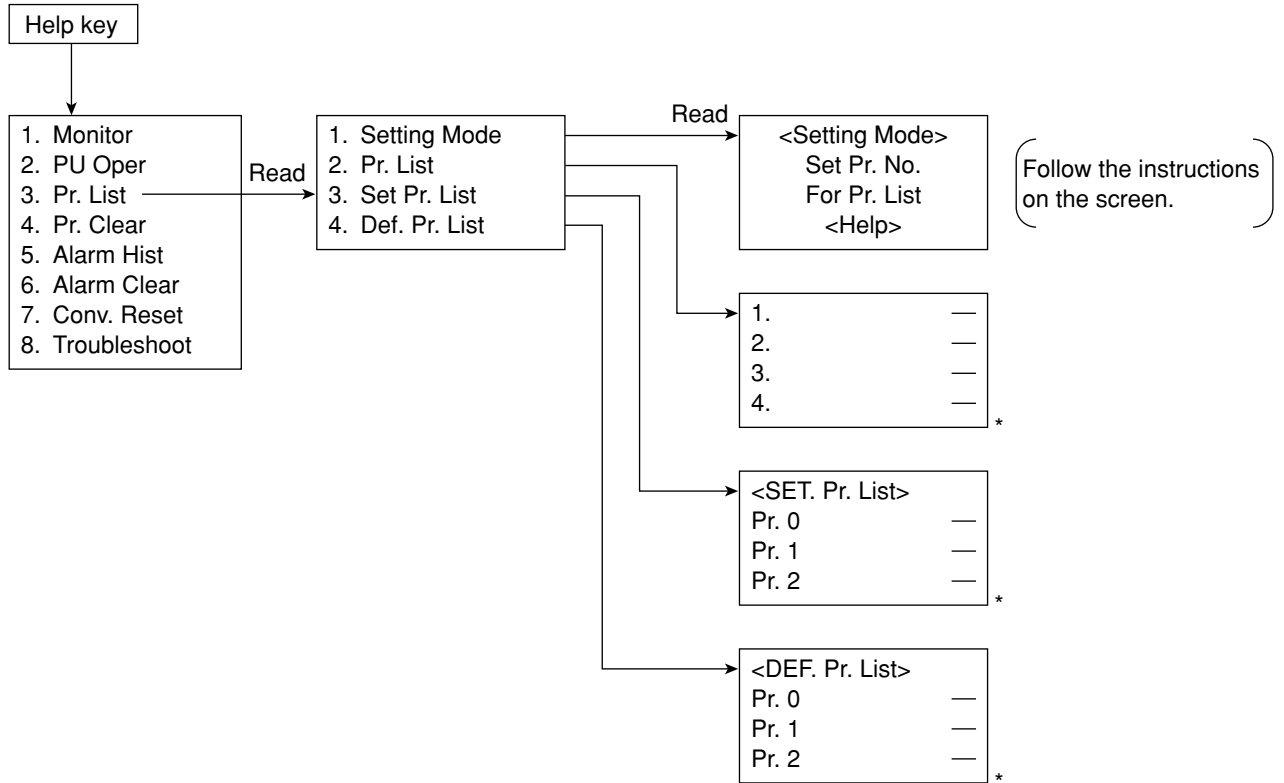 Help key
1. Monitor
2. PU Oper
3. Pr. List
4. Pr. Clear
5. Alarm Hist
6. Alarm Clear
7. Conv. Reset
8. Troubleshoot
Read
1. Setting Mode
2. Pr. List
3. Set Pr. List
4. Def. Pr. List
Read
<Setting Mode>
Set Pr. No.
For Pr. List
<Help>
Follow the instructions
on the screen.
1. —
2. —
3. —
4. —
*
<SET. Pr. List>
Pr. 0 —
Pr. 1 —
Pr. 2 —
*
<DEF. Pr. List>
Pr. 0 —
Pr. 1 —
Pr. 2 —
*